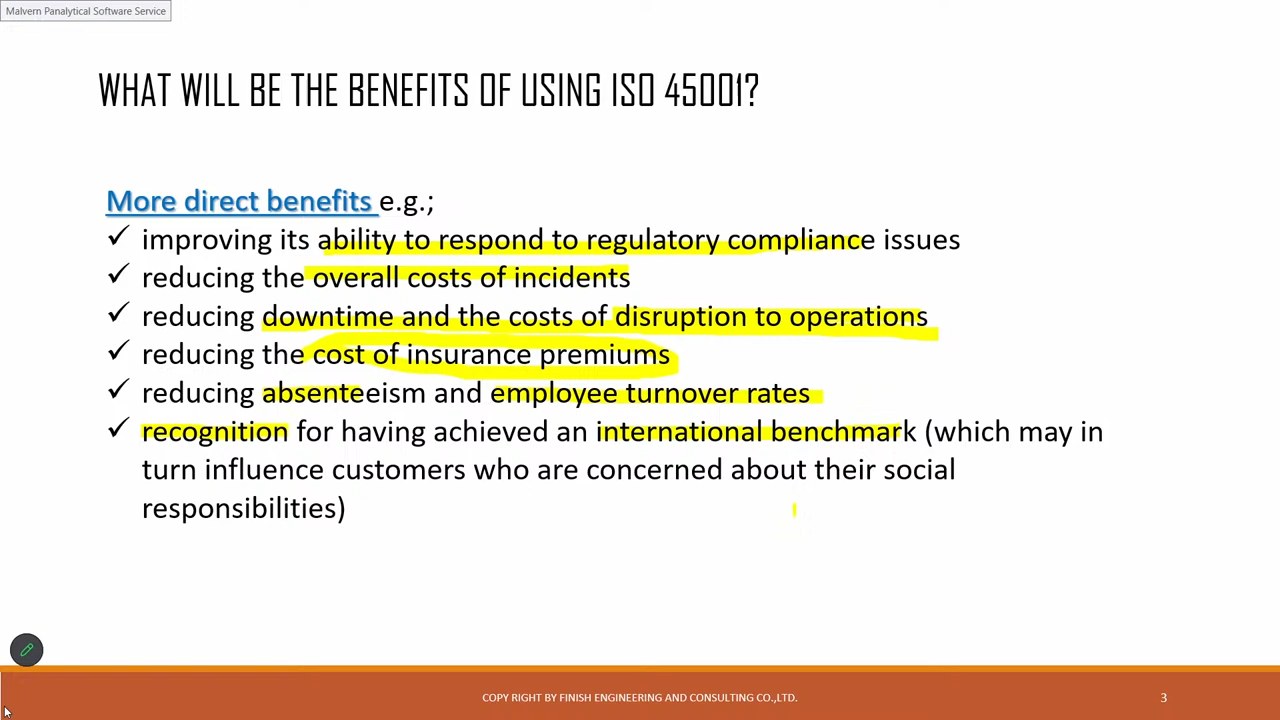 Malvern Panalytical Software Service
WHAT WILL BE THE BENEFITS OF USING ISO 45001?
More direct benefits e.g.;
✓ improving its ability to respond to regulatory compliance issues
✓ reducing the overall costs of incidents
✓ reducing downtime and the costs of disruption to operations
✓ reducing the cost of insurance premiums
✓ reducing absenteeism and employee turnover rates
✓ recognition for having achieved an international benchmark (which may in
turn influence customers who are concerned about their social
responsibilities)
COPY RIGHT BY FINISH ENGINEERING AND CONSULTING CO.,LTD.
3